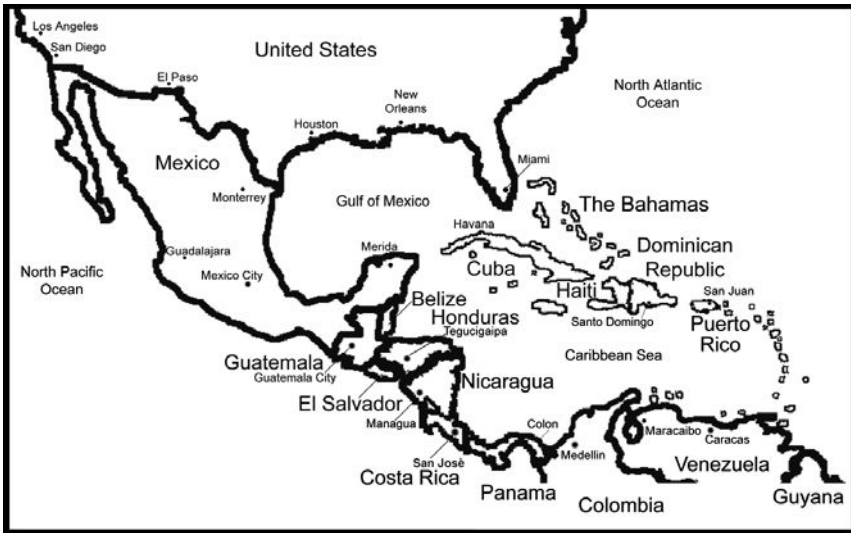 Los Angeles
San Diego
United States
North Atlantic
Ocean
El Paso
New
Orleans
Houston
Mexico
Miami
Monterrey
Gulf of Mexico
The Bahamas
Havana
Guadalajara
Merida
Dominican
Republic
North Pacific
Ocean
Mexico City
Cuba
Haiti
San Juan
Belize
Honduras
Tegucigaipa
Santo Domingo
Puerto
Rico
Guatemala
Guatemala City
Caribbean Sea
Nicaragua
El Salvador
Managua
Colon
Maracaibo
Caracas
San Josè
Medellin
Costa Rica
Venezuela
Panama
Colombia
Guyana